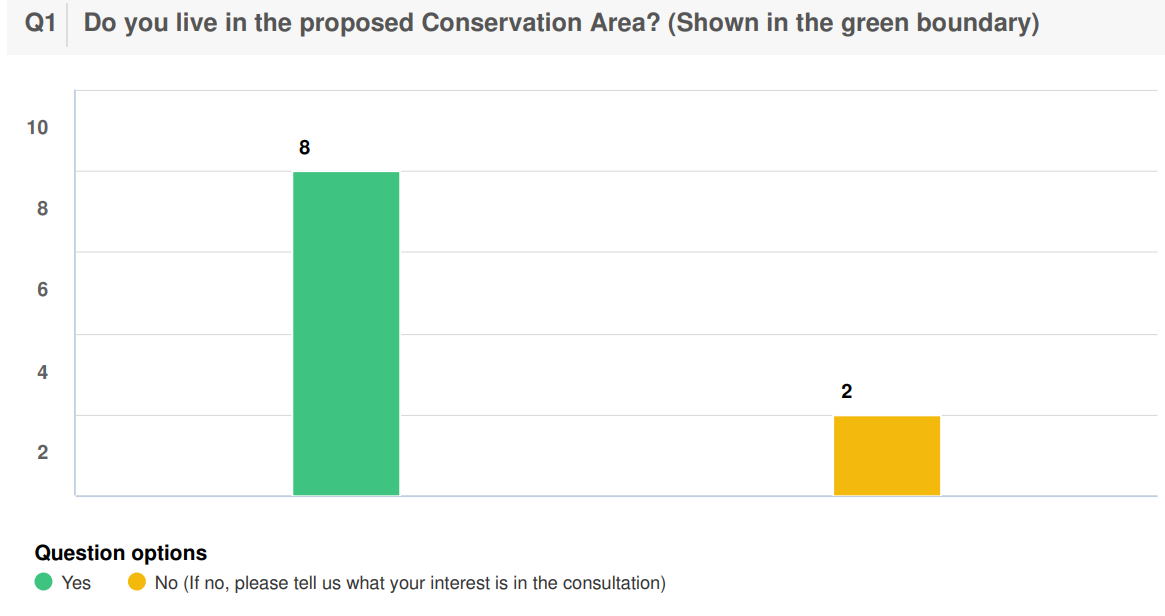 Q1 Do you live in the proposed Conservation Area? (Shown in the green boundary)
10
8
8
6
4
2
2
Question options
Yes No (If no, please tell us what your interest is in the consultation)